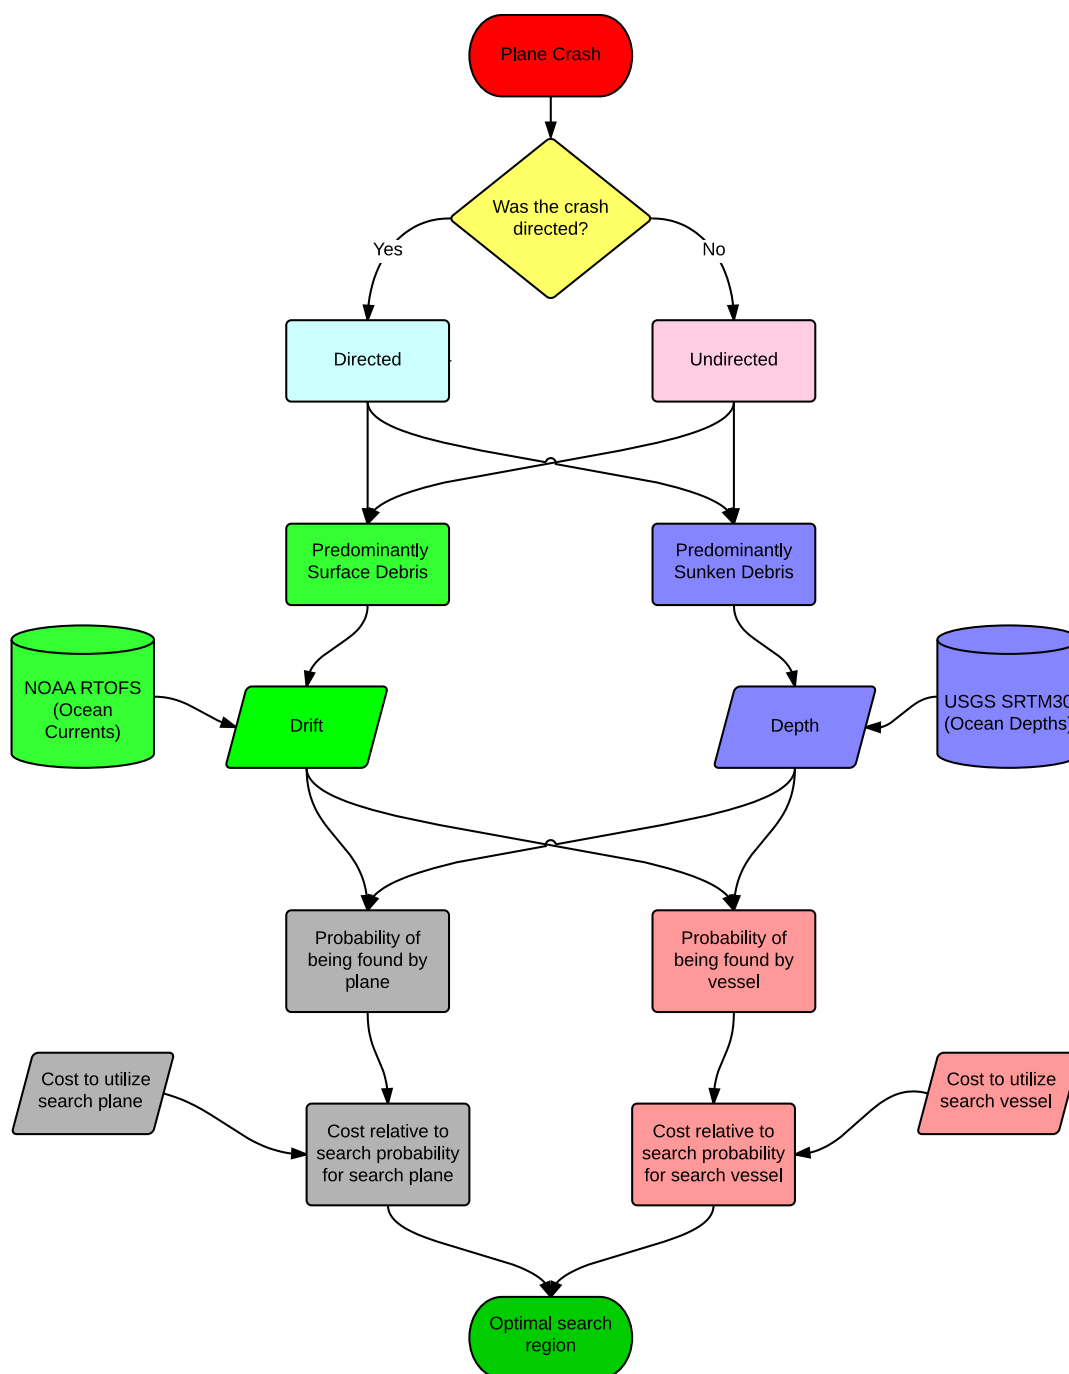 Plane Crash
Was the crash
directed?
Yes
No
Directed
Undirected
Predominantly
Surface Debris
Predominantly
Sunken Debris
NOAA RTOFS
(Ocean
Currents)
Drift
Depth
USGS SRTM30
(Ocean Depths)
Probability of
being found by
plane
Probability of
being found by
vessel
Cost to utilize
search plane
Cost relative to
search probability
for search plane
Cost relative to
search probability
for search vessel
Cost to utilize
search vessel
Optimal search
region